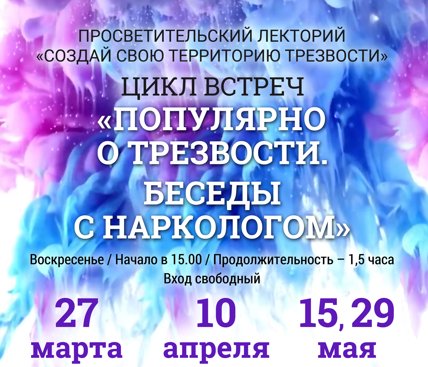 ПРОСВЕТИТЕЛЬСКИЙ ЛЕКТОРИЙ
«СОЗДАЙ СВОЮ ТЕРРИТОРИЮ ТРЕЗВОСТИ»
ЦИКЛ ВСТРЕЧ
«ПОПУЛЯРНО
О ТРЕЗВОСТИ.
БЕСЕДЫ
С НАРКОЛОГОМ»
Воскресенье / Начало в 15.00 / Продолжительность – 1,5 часа
Вход свободный
27 10 15, 29
марта апреля мая